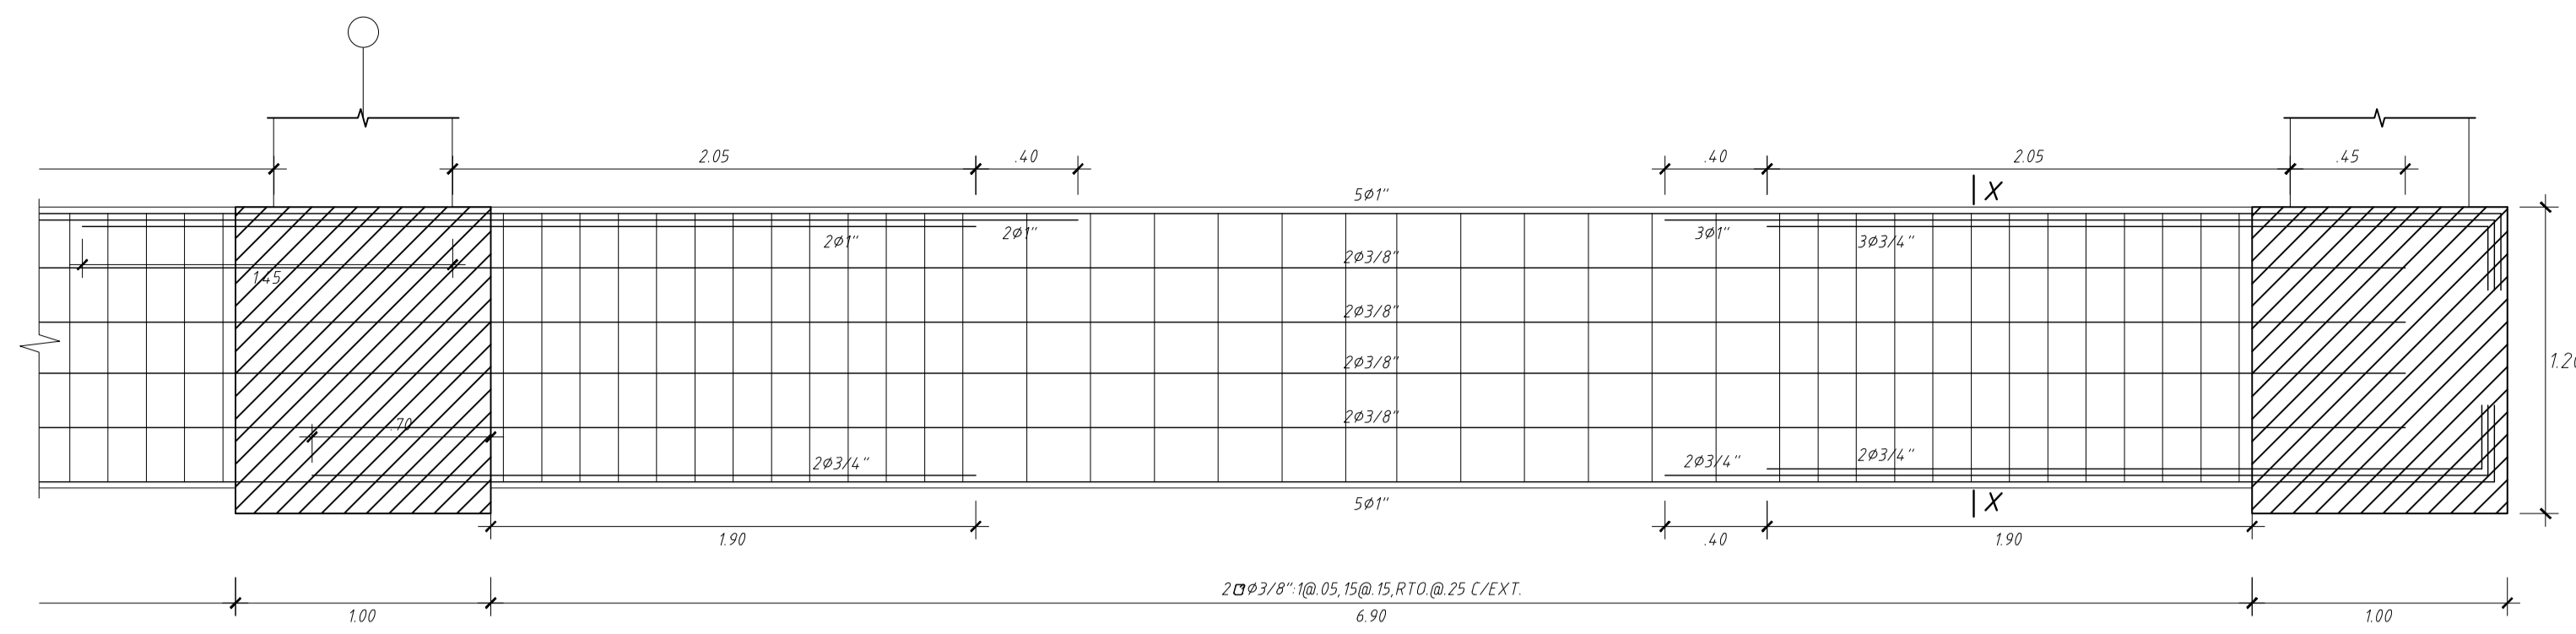 2.05
.40
.40
2.05
.45
5ø1"
X
2ø1"
2ø1"
3ø1"
3ø3/4"
2ø3/8"
1.45
2ø3/8"
2ø3/8"
2ø3/8"
.70
2ø3/4"
2ø3/4"
2ø3/4"
5ø1"
X
1.90
.40
1.90
2 ø3/8":1@.05,15@.15,RTO.@.25 C/EXT.
1.00
6.90
1.00